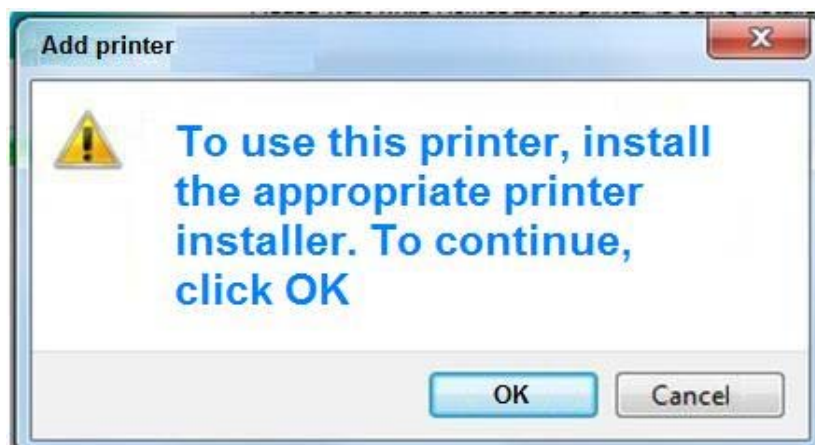 Add printer
To use this printer, install
the appropriate printer
installer. To continue,
click OK
OK
Cancel